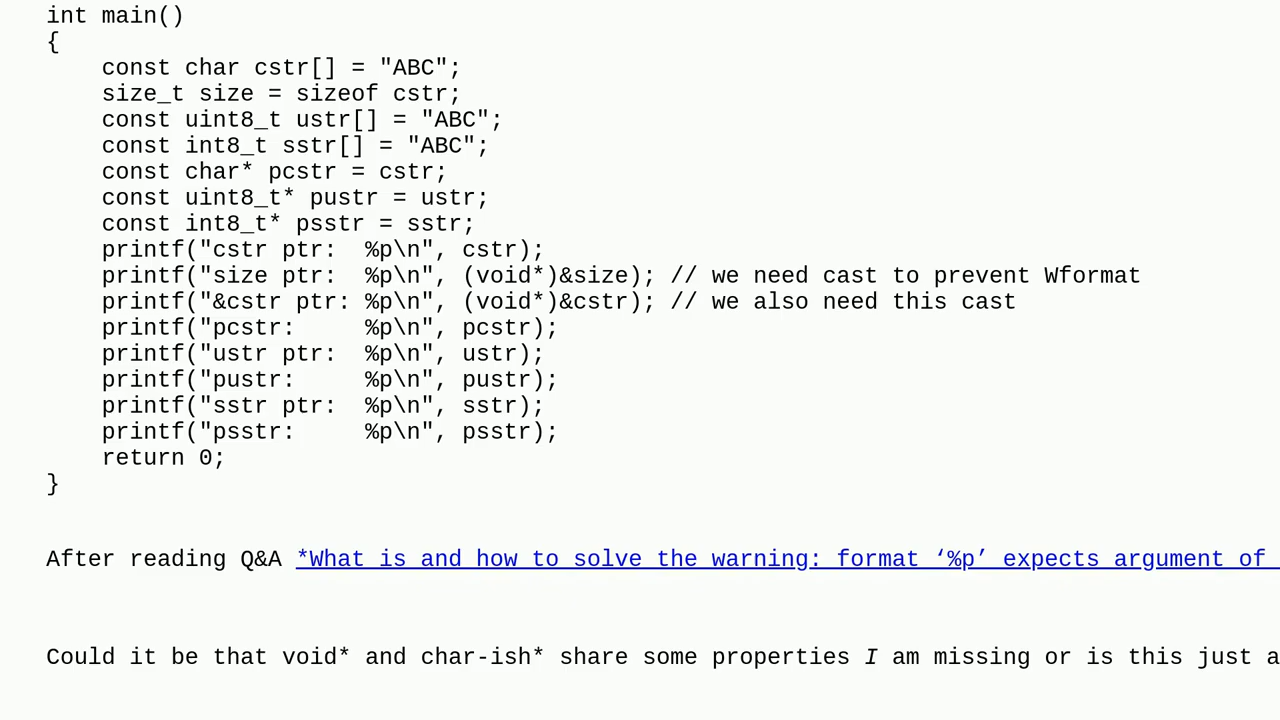 int main()
{
    const char cstr[] = "ABC";
    size_t size = sizeof cstr;
    const uint8_t ustr[] = "ABC";
    const int8_t sstr[] = "ABC";
    const char* pcstr = cstr;
    const uint8_t* pustr = ustr;
    const int8_t* psstr = sstr;
    printf("cstr ptr:  %p\n", cstr);
    printf("size ptr:  %p\n", (void*)&size); // we need cast to prevent Wformat
    printf("&cstr ptr: %p\n", (void*)&cstr); // we also need this cast
    printf("pcstr:     %p\n", pcstr);
    printf("ustr ptr:  %p\n", ustr);
    printf("pustr:     %p\n", pustr);
    printf("sstr ptr:  %p\n", sstr);
    printf("psstr:     %p\n", psstr);
    return 0;
}
After reading Q&A *What is and how to solve the warning: format ‘%p’ expects argument of
Could it be that void* and char-ish* share some properties I am missing or is this just a